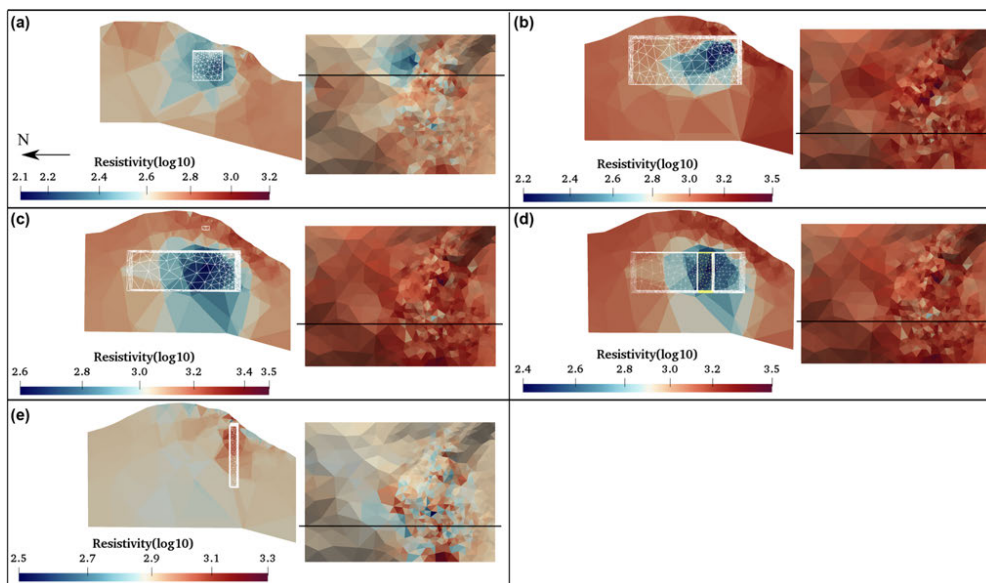 (a)
N
Resistivity(log10)
2.1 2.2 2.4 2.6 2.8 3.0 3.2
(b)
Resistivity(log10)
2.2 2.4 2.6 2.8 3.0 3.2 3.5
(c)
Resistivity(log10)
2.6 2.8 3.0 3.2 3.4 3.5
(d)
Resistivity(log10)
2.4 2.6 2.8 3.0 3.2 3.5
(e)
Resistivity(log10)
2.5 2.7 2.9 3.1 3.3